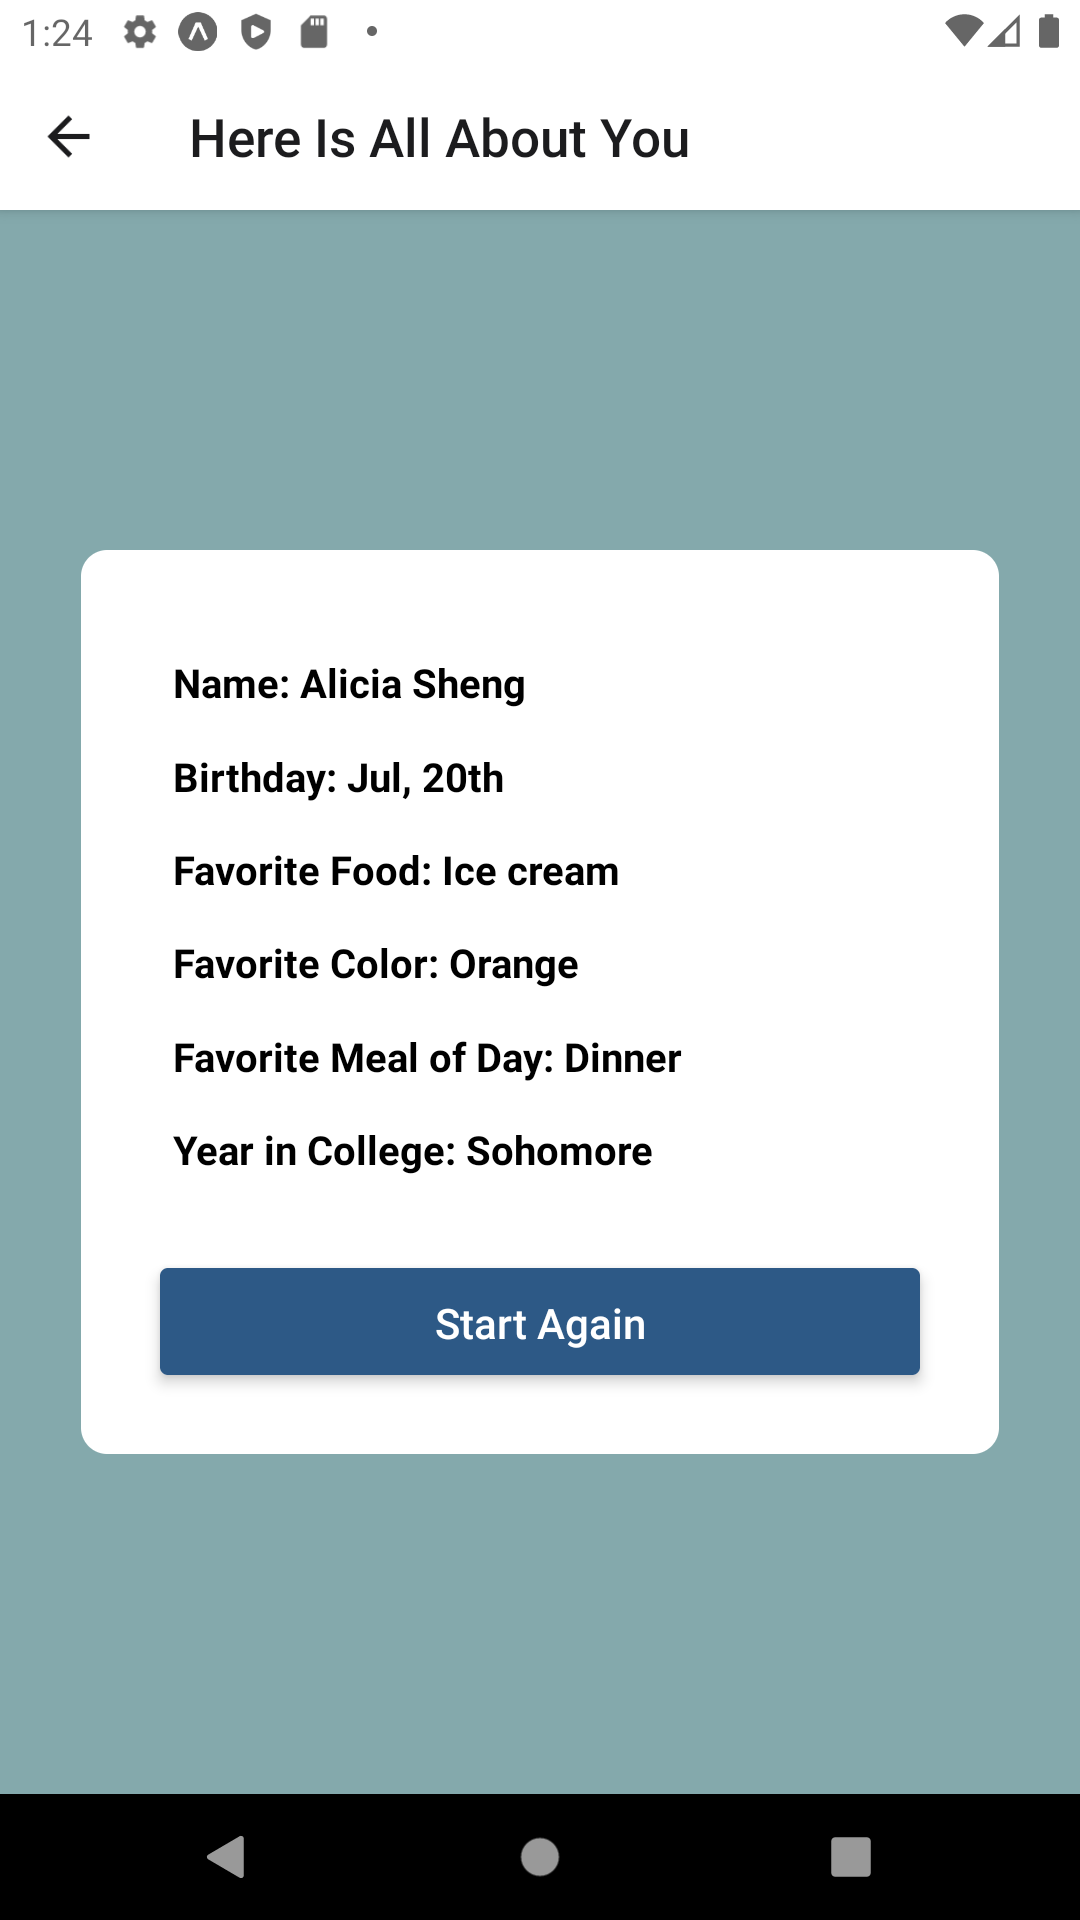 1:24
Here Is All About You
Name: Alicia Sheng
Birthday: Jul, 20th
Favorite Food: Ice cream
Favorite Color: Orange
Favorite Meal of Day: Dinner
Year in College: Sohomore
Start Again